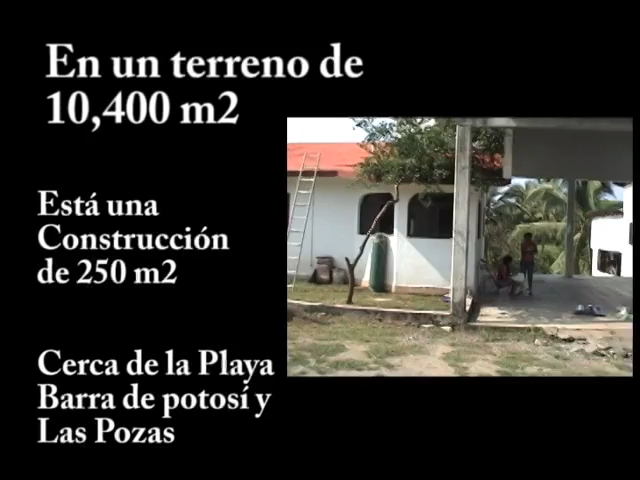 En un terreno de
10,400 m2
Está una
Construcción
de 250 m2
Cerca de la Playa
Barra de potosí y
Las Pozas